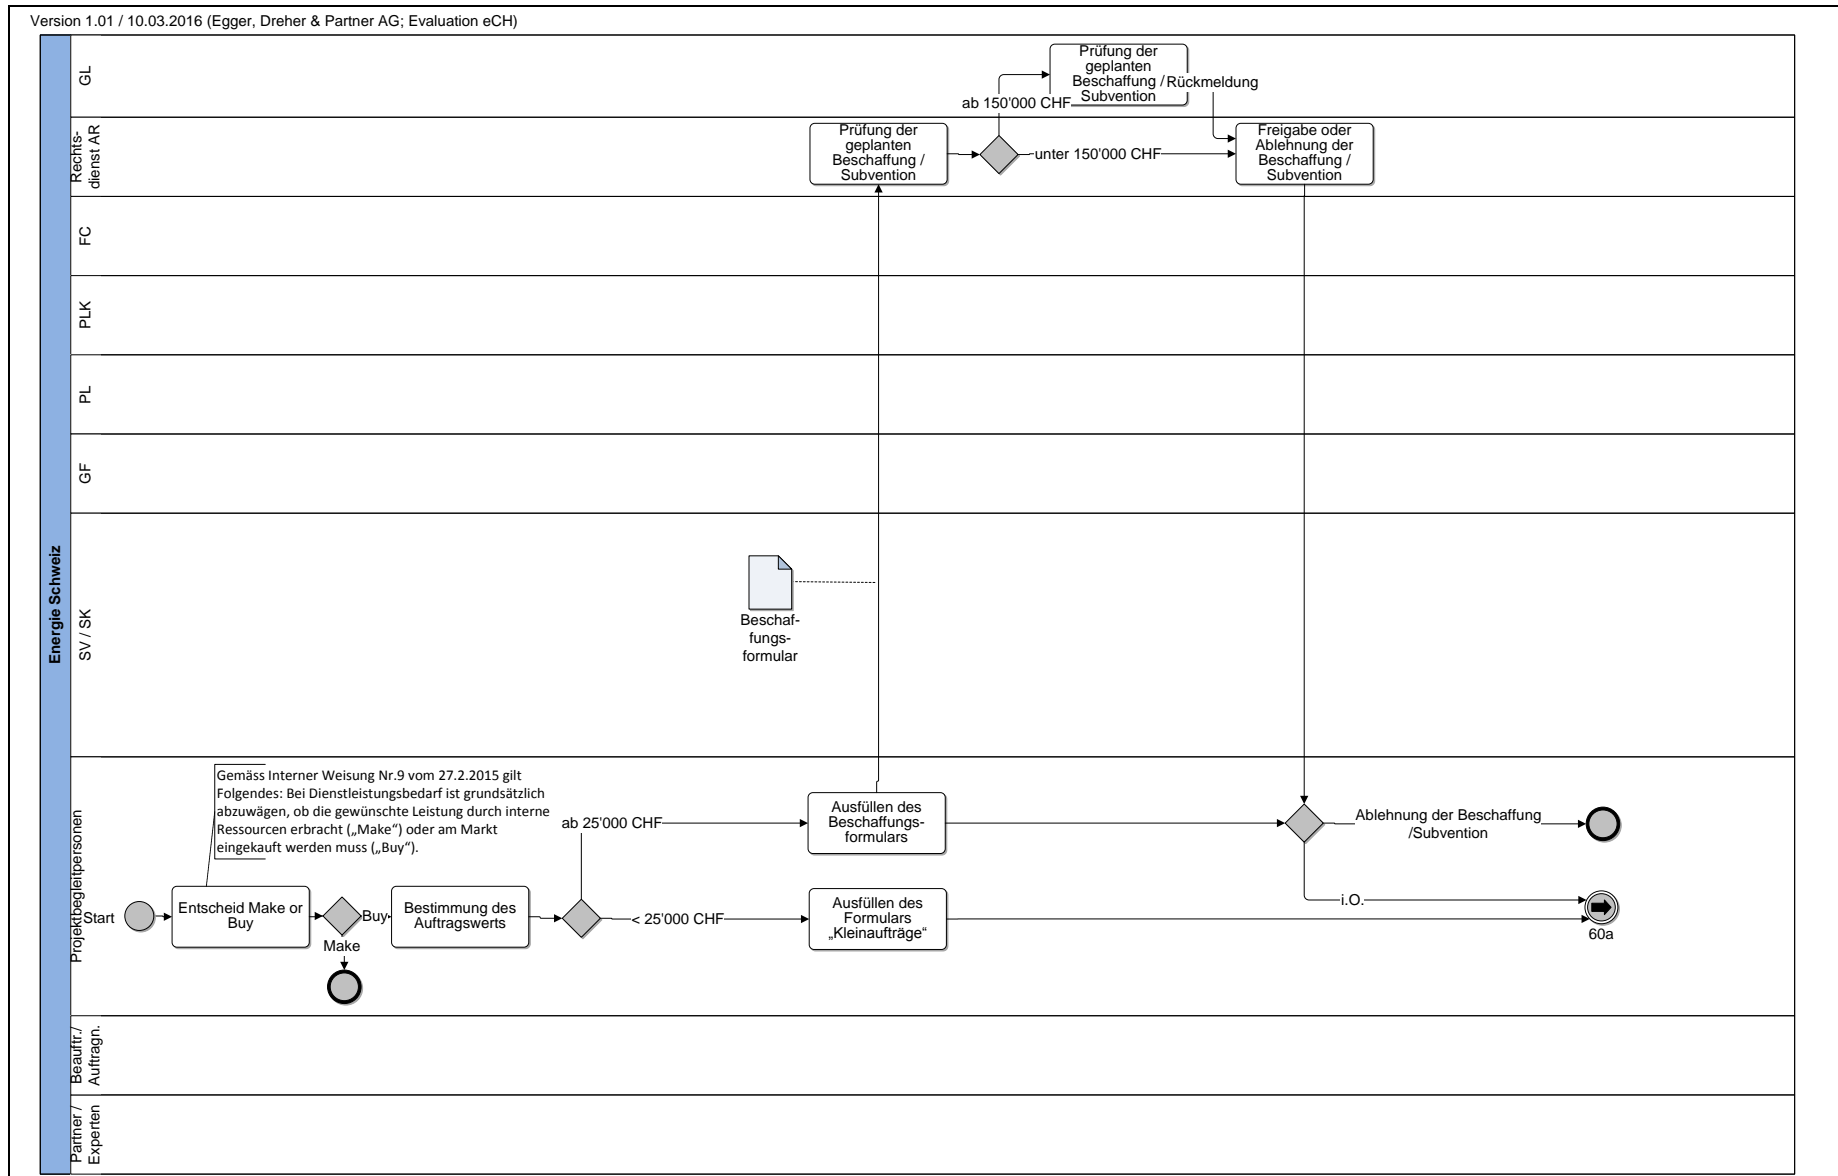 Version 1.01 / 10.03.2016 (Egger, Dreher & Partner AG; Evaluation eCH)
Energie Schweiz
GL
Prüfung der
geplanten
Beschaffung /
Subvention
Rückmeldung
ab 150'000 CHF
Rechts-
dienst AR
Prüfung der
geplanten
Beschaffung /
Subvention
unter 150'000 CHF
Freigabe oder
Ablehnung der
Beschaffung /
Subvention
FC
PLK
PL
GF
SV / SK
Beschaf-
fungs-
formular
Projektbegleitpersonen
Gemäss Interner Weisung Nr.9 vom 27.2.2015 gilt
Folgendes: Bei Dienstleistungsbedarf ist grundsätzlich
abzuwägen, ob die gewünschte Leistung durch interne
Ressourcen erbracht („Make“) oder am Markt
eingekauft werden muss („Buy“).
ab 25'000 CHF
Ausfüllen des
Beschaffungs-
formulars
Ablehnung der Beschaffung
/Subvention
Start
Entscheid Make or
Buy
Buy
Make
Bestimmung des
Auftragswerts
< 25'000 CHF
Ausfüllen des
Formulars
„Kleinaufträge“
i.O.
60a
Beauftr./
Auftragn.
Partner /
Experten